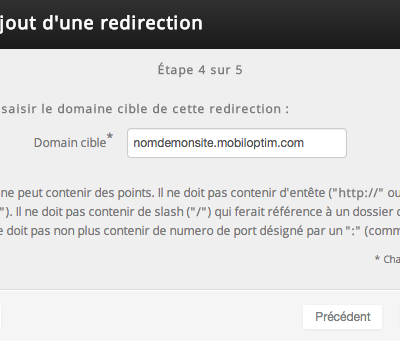 jout d'une redirection
Étape 4 sur 5
saisir le domaine cible de cette redirection :
Domain cible*
nomdemonsite.mobiloptim.com
ne peut contenir des points. Il ne doit pas contenir d'entête ("http://" ou
"). Il ne doit pas contenir de slash ("/") qui ferait référence à un dossier
e doit pas non plus contenir de numero de port désigné par un ":" (comm
* Cha
Précédent